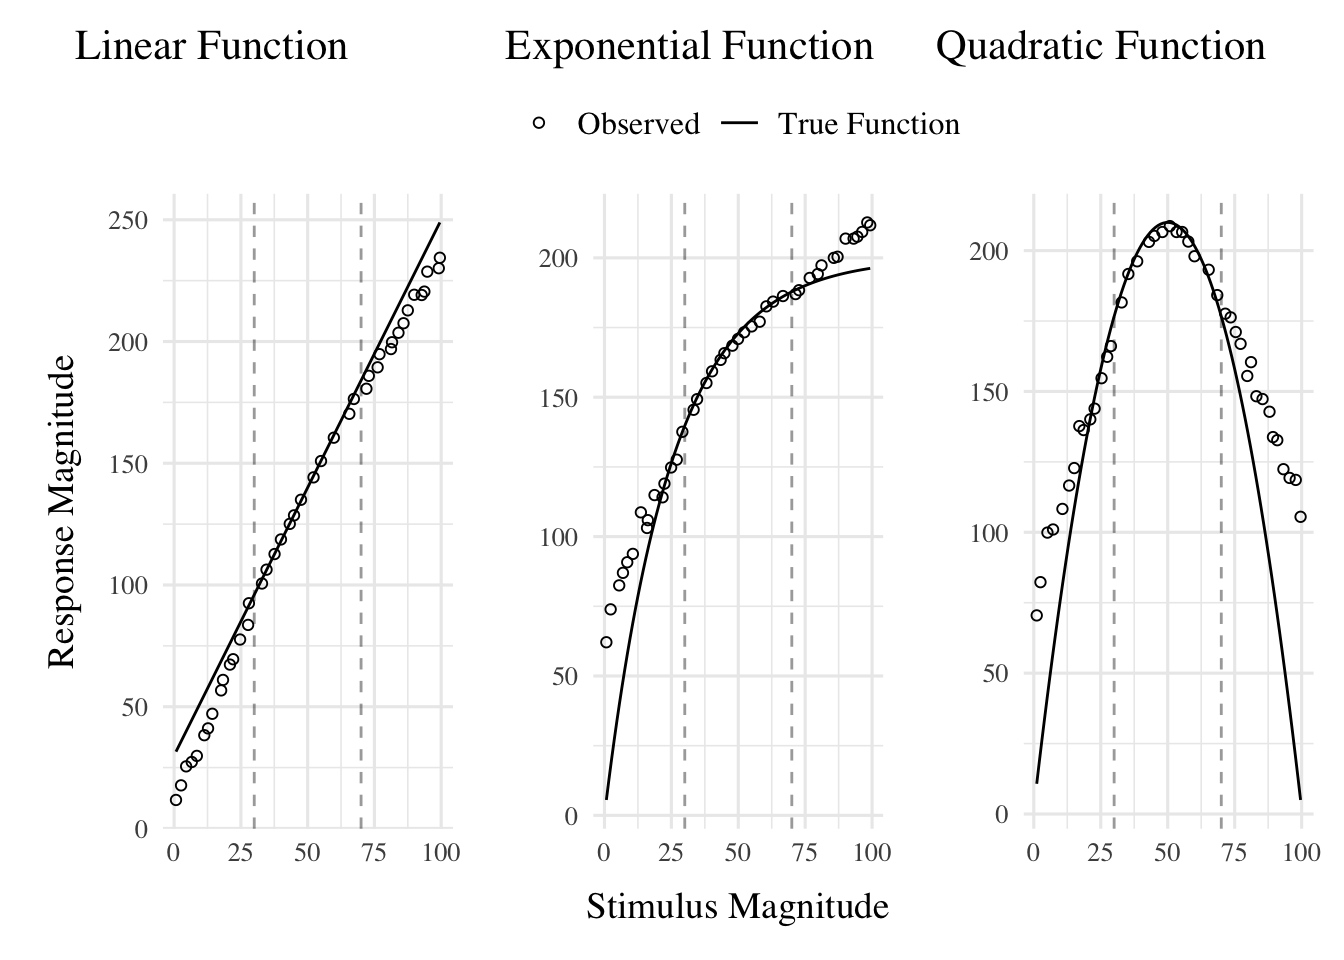 Linear Function
Exponential Function
Quadratic Function
Observed
True Function
Response Magnitude
250
200
150
100
50
0
0 25 50 75 100
200
150
100
50
0
0 25 50 75 100
200
150
100
50
0
0 25 50 75 100
Stimulus Magnitude